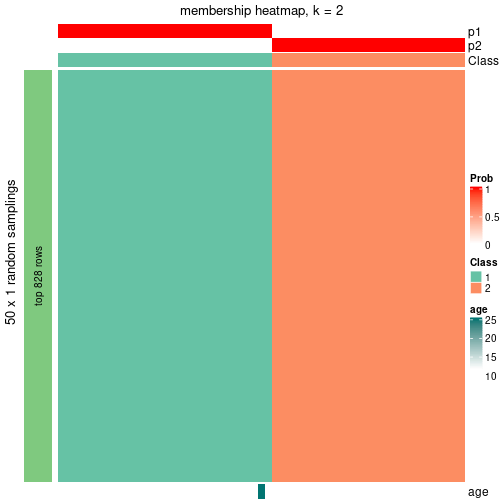 membership heatmap, k = 2
p1
p2
Class
50 x 1 random samplings
top 828 rows
Prob
1
0.5
0
Class
1
2
age
25
20
15
10
age